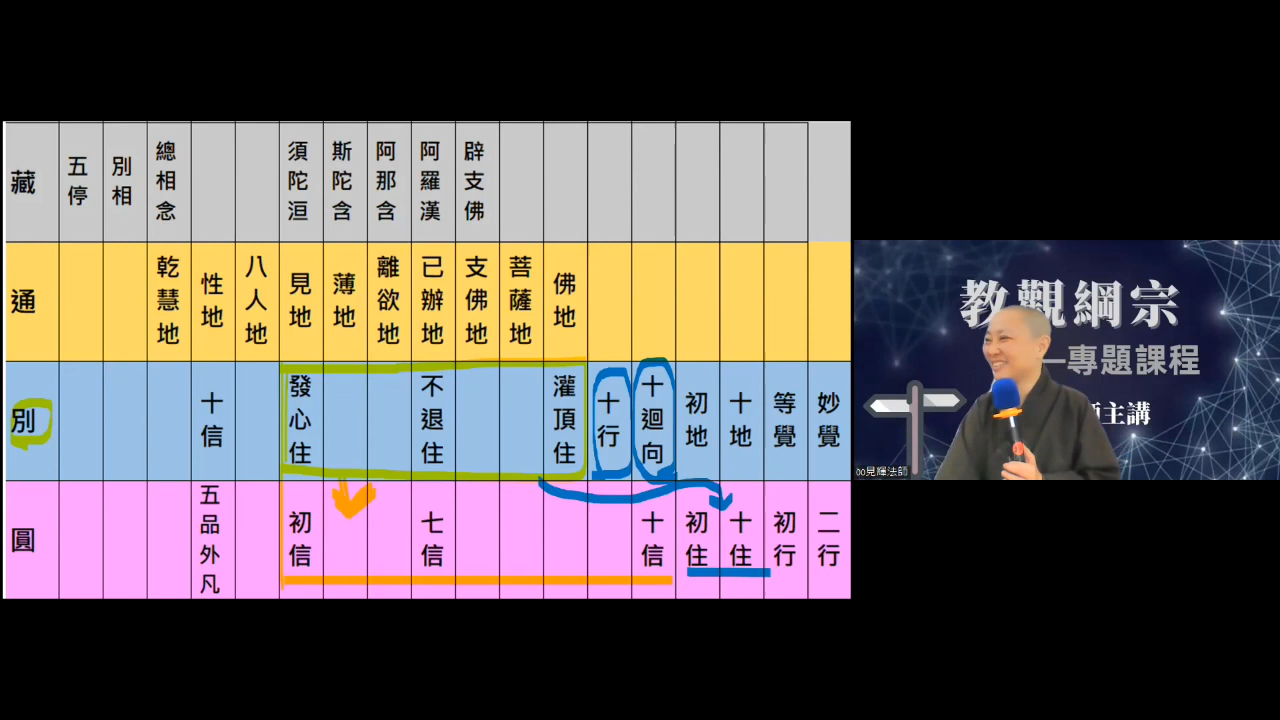 藏 五停 別相 總相念 須陀洹 斯陀含 阿那含 阿羅漢 辟支佛
通 乾慧地 性地 八人地 見地 薄地 離欲地 已辦地 支佛地 菩薩地 佛地
別 十信 發心住 不退住 灌頂住 十行 十迴向 初地 十地 等覺 妙覺
圓 五品外凡 初信 七信 十信 初住 十住 初行 二行
教觀綱宗
專題課程
主講
見輝法師